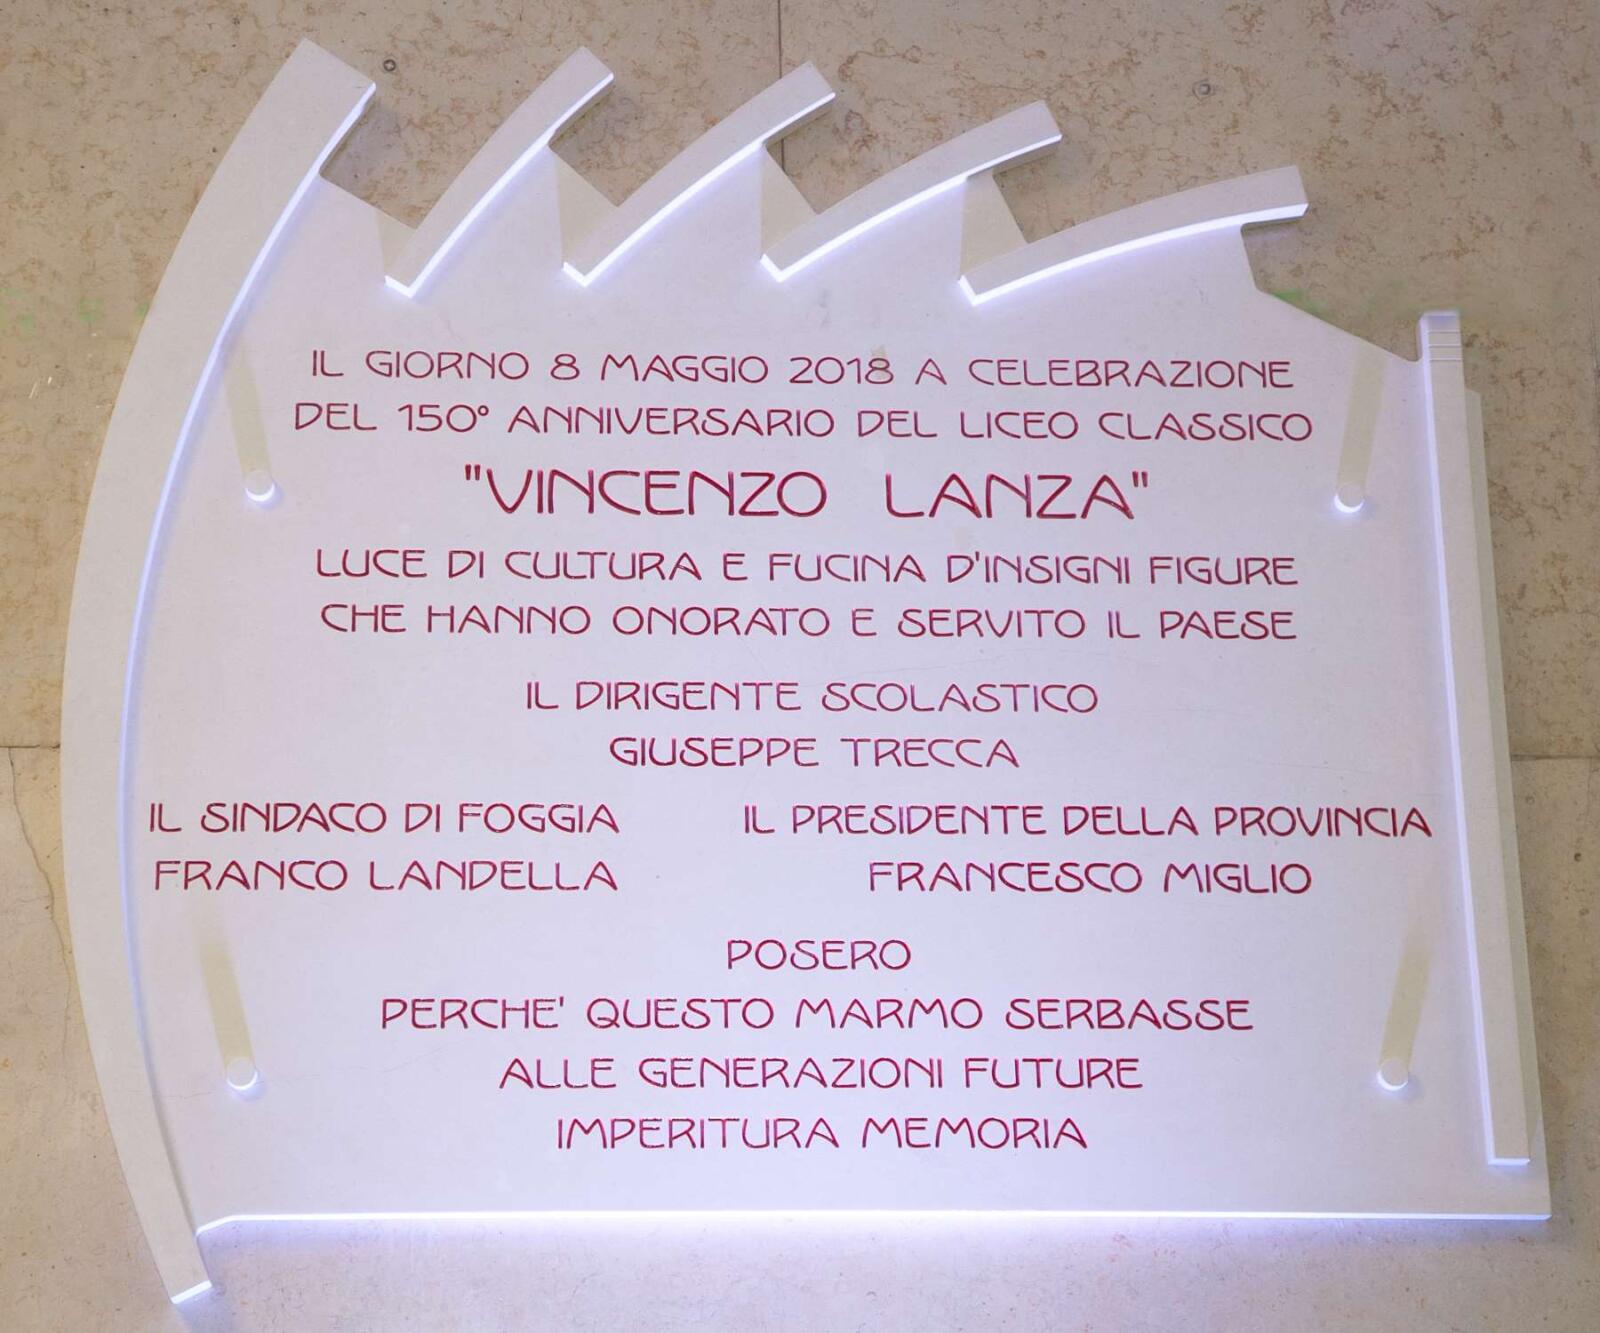 IL GIORNO 8 MAGGIO 2018 A CELEBRAZIONE
DEL 150° ANNIVERSARIO DEL LICEO CLASSICO
"VINCENZO LANZA"
LUCE DI CULTURA E FUCINA D'INSIGNI FIGURE
CHE HANNO ONORATO E SERVITO IL PAESE
IL DIRIGENTE SCOLASTICO
GIUSEPPE TRECCA
IL SINDACO DI FOGGIA
FRANCO LANDELLA
IL PRESIDENTE DELLA PROVINCIA
FRANCESCO MIGLIO
POSERO
PERCHE' QUESTO MARMO SERBASSE
ALLE GENERAZIONI FUTURE
IMPERITURA MEMORIA